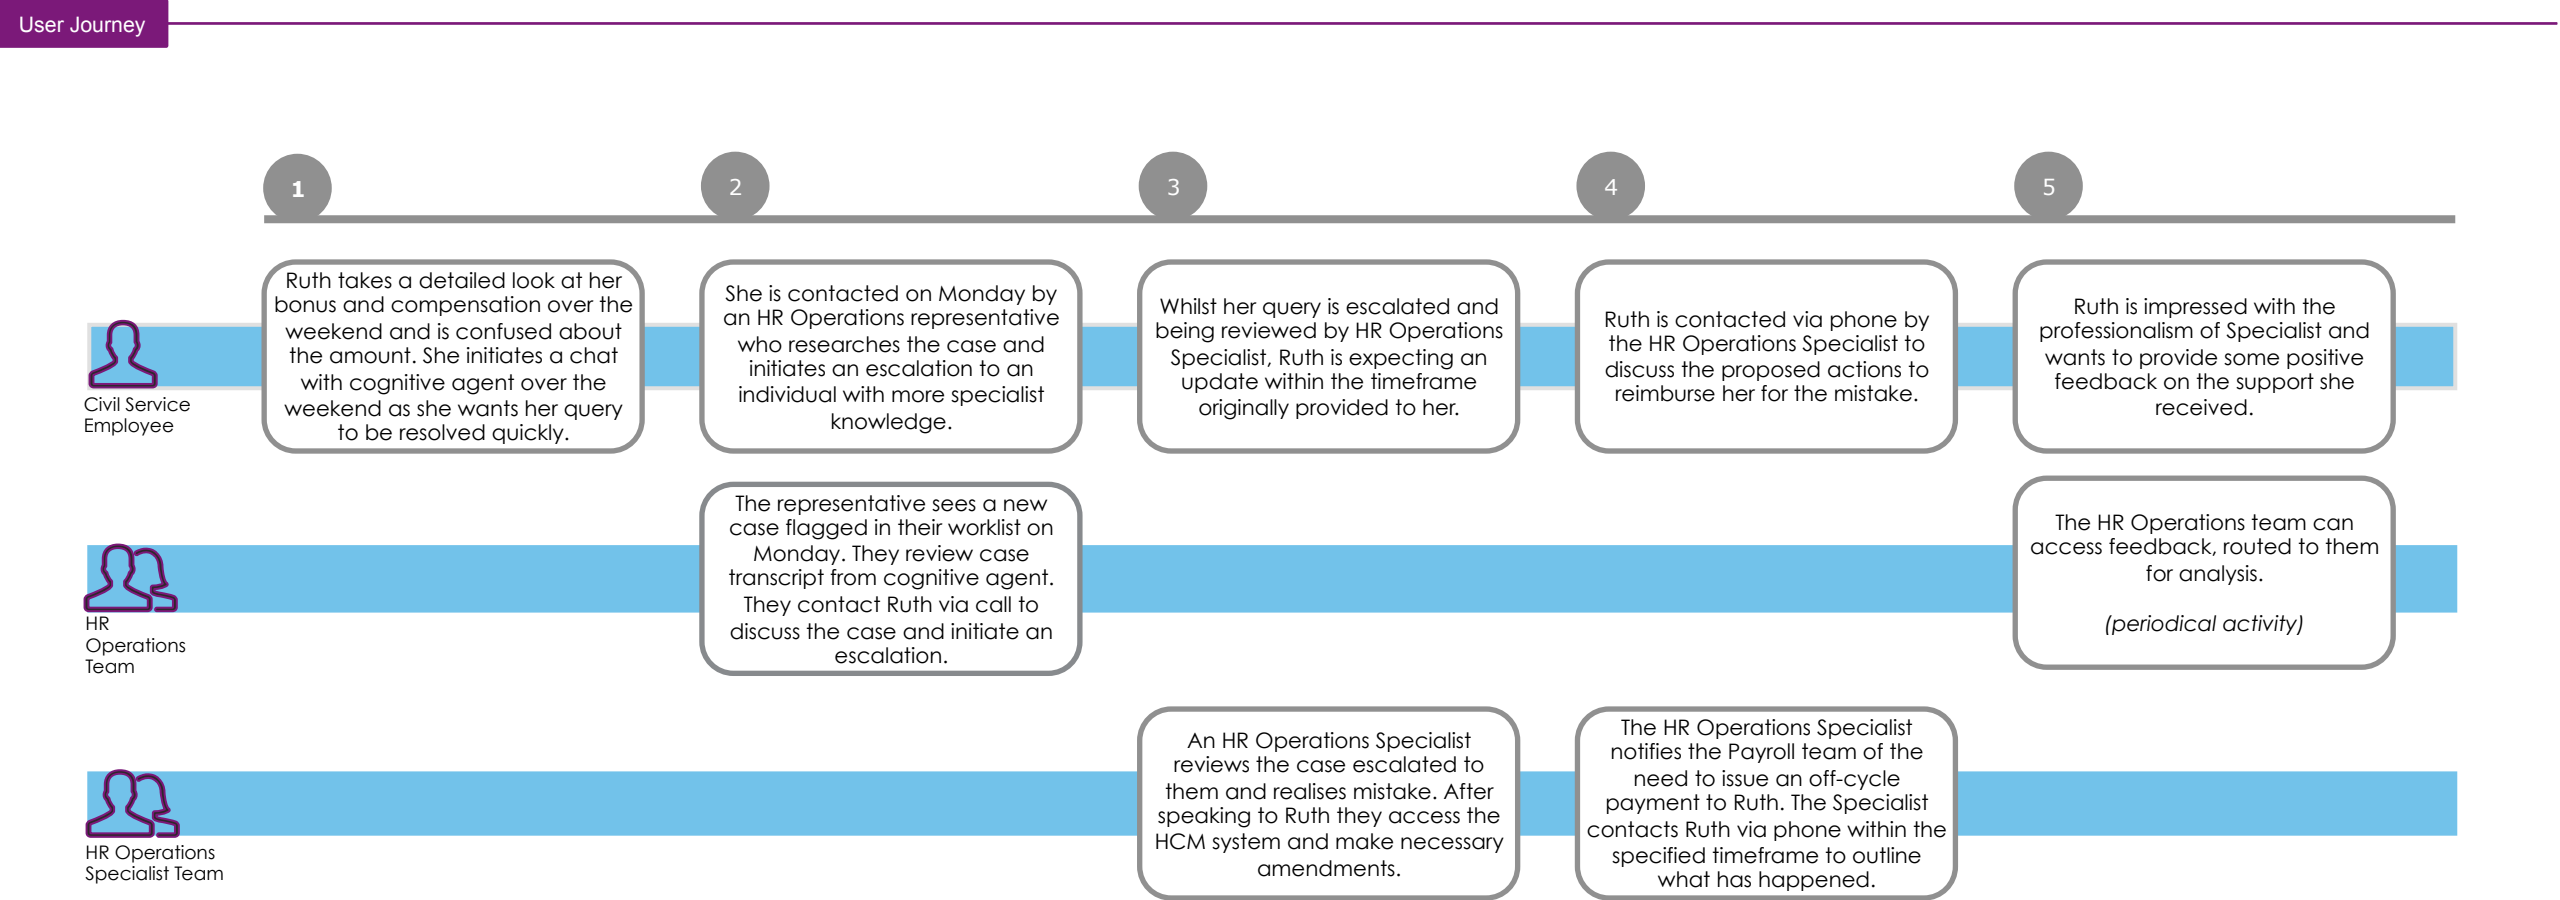 User Journey
1
2
3
4
5
Ruth takes a detailed look at her
bonus and compensation over the
weekend and is confused about
the amount. She initiates a chat
with cognitive agent over the
weekend as she wants her query
to be resolved quickly.
She is contacted on Monday by
an HR Operations representative
who researches the case and
initiates an escalation to an
individual with more specialist
knowledge.
Whilst her query is escalated and
being reviewed by HR Operations
Specialist, Ruth is expecting an
update within the timeframe
originally provided to her.
Ruth is contacted via phone by
the HR Operations Specialist to
discuss the proposed actions to
reimburse her for the mistake.
Ruth is impressed with the
professionalism of Specialist and
wants to provide some positive
feedback on the support she
received.
Civil Service
Employee
The representative sees a new
case flagged in their worklist on
Monday. They review case
transcript from cognitive agent.
They contact Ruth via call to
discuss the case and initiate an
escalation.
The HR Operations team can
access feedback, routed to them
for analysis.
(periodical activity)
HR
Operations
Team
An HR Operations Specialist
reviews the case escalated to
them and realises mistake. After
speaking to Ruth they access the
HCM system and make necessary
amendments.
The HR Operations Specialist
notifies the Payroll team of the
need to issue an off-cycle
payment to Ruth. The Specialist
contacts Ruth via phone within the
specified timeframe to outline
what has happened.
HR Operations
Specialist Team